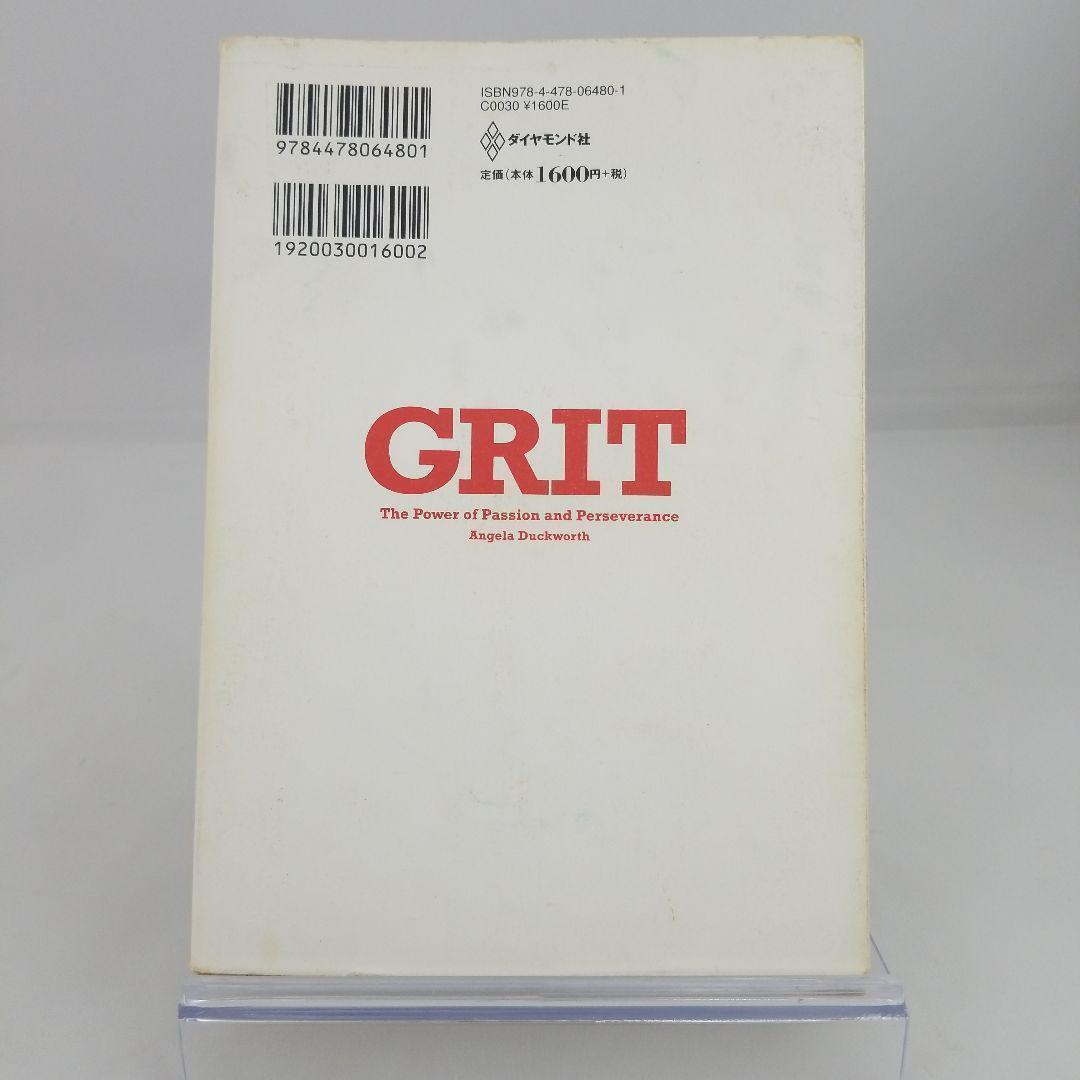 9784478064801
1920030016002
ISBN978-4-478-06480-1
C0030 ¥1600E
ダイヤモンド社
定価(本体1600円+税)
GRIT
The Power of Passion and Perseverance
Angela Duckworth